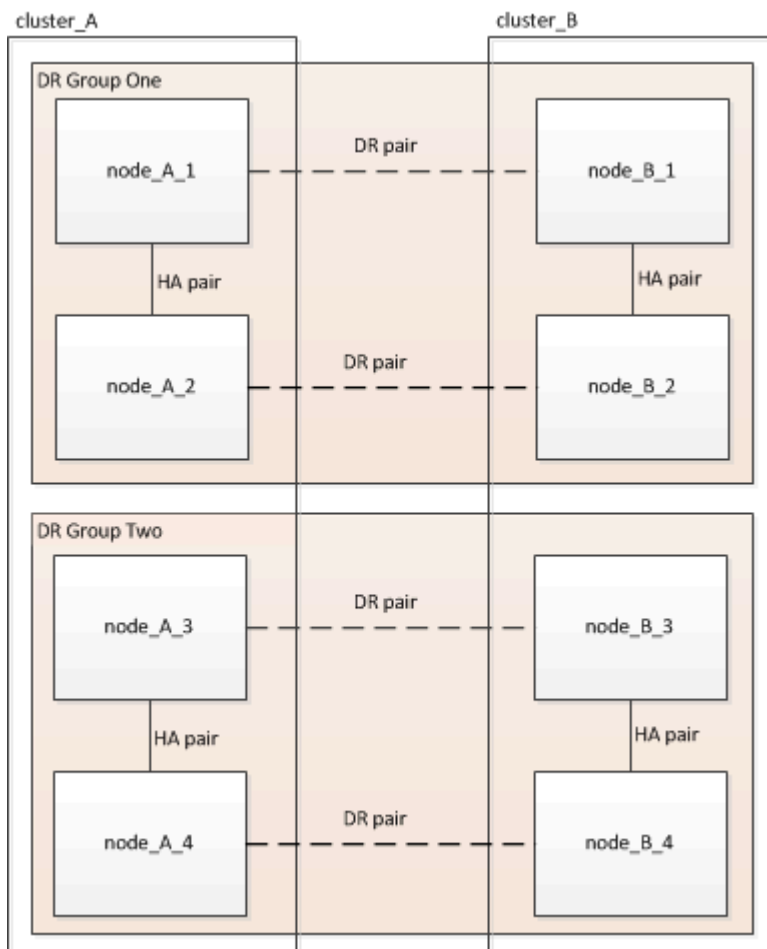 cluster_A
cluster_B
DR Group One
node_A_1
DR pair
node_B_1
HA pair
HA pair
node_A_2
DR pair
node_B_2
DR Group Two
node_A_3
DR pair
node_B_3
HA pair
HA pair
node_A_4
DR pair
node_B_4